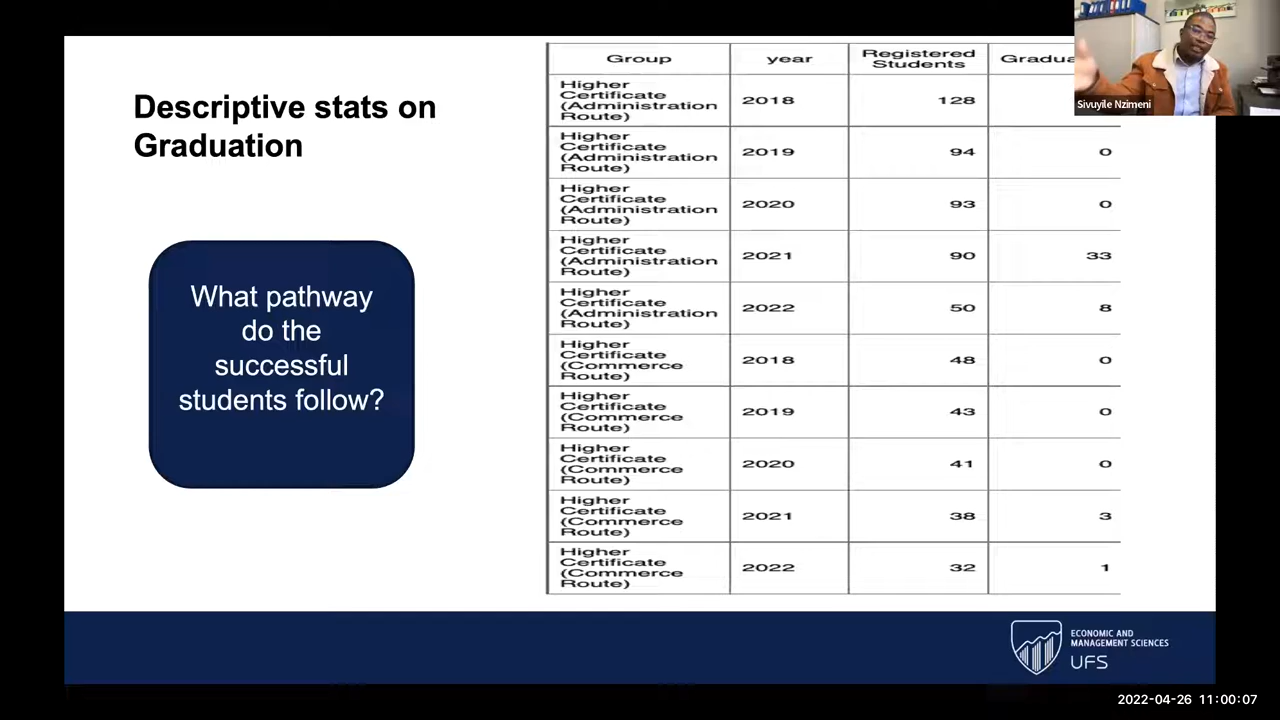 Descriptive stats on
Graduation
What pathway
do the
successful
students follow?
Group year Registered Students
Higher Certificate (Administration Route) 2018 128
Higher Certificate (Administration Route) 2019 94 0
Higher Certificate (Administration Route) 2020 93 0
Higher Certificate (Administration Route) 2021 90 33
Higher Certificate (Administration Route) 2022 50 8
Higher Certificate (Commerce Route) 2018 48 0
Higher Certificate (Commerce Route) 2019 43 0
Higher Certificate (Commerce Route) 2020 41 0
Higher Certificate (Commerce Route) 2021 38 3
Higher Certificate (Commerce Route) 2022 32 1
Sivuyile Nzimeni
ECONOMIC AND
MANAGEMENT SCIENCES
UFS
2022-04-26 11:00:07